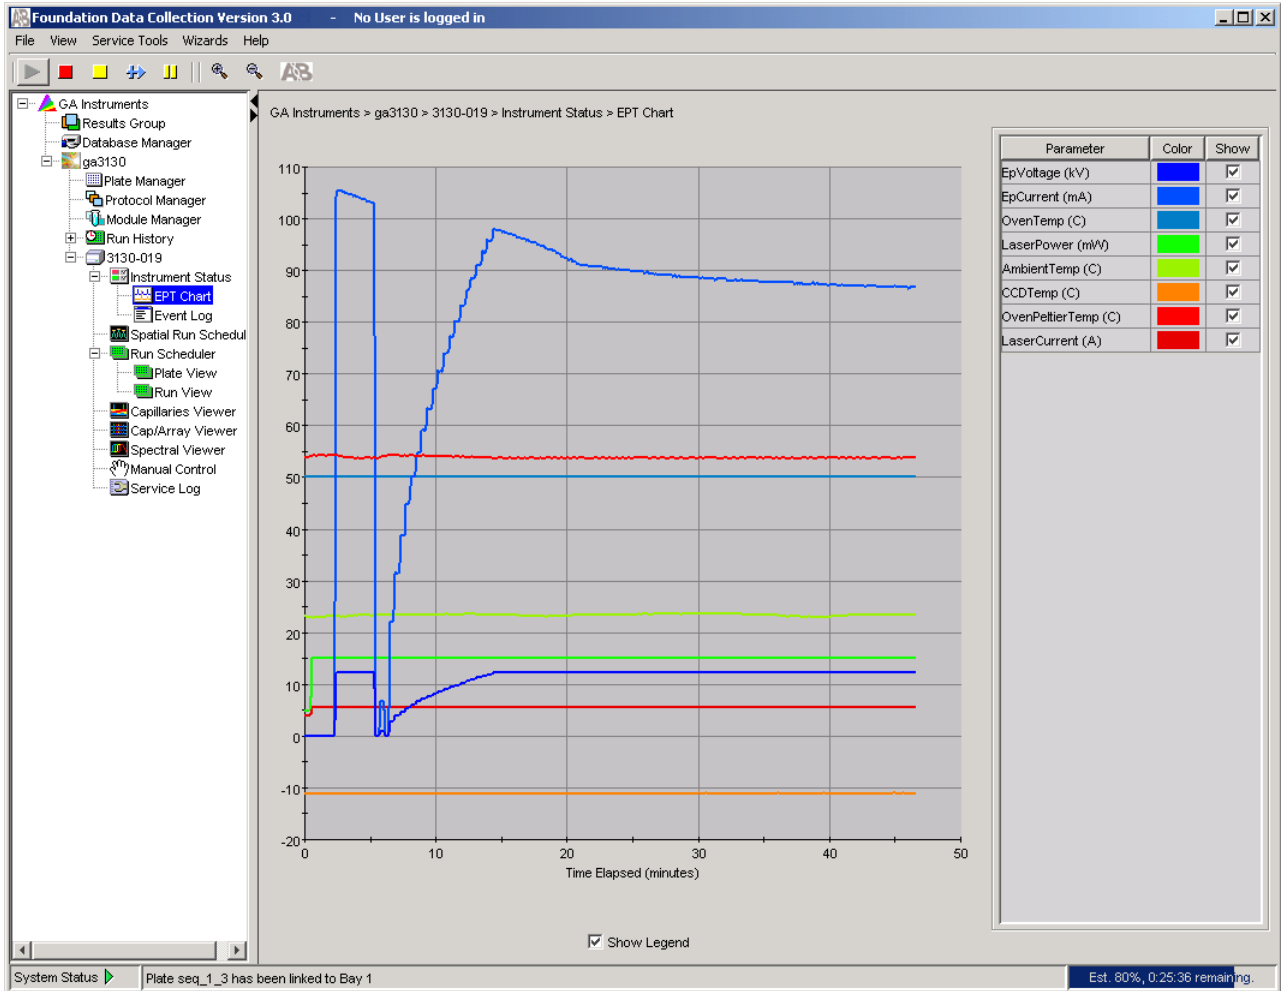 Foundation Data Collection Version 3.0 - No User is logged in
File View Service Tools Wizards Help
AB
GA Instruments
Results Group
Database Manager
ga3130
Plate Manager
Protocol Manager
Module Manager
Run History
3130-019
Instrument Status
EPT Chart
Event Log
Spatial Run Schedul
Run Scheduler
Plate View
Run View
Capillaries Viewer
Cap/Array Viewer
Spectral Viewer
Manual Control
Service Log
GA Instruments > ga3130 > 3130-019 > Instrument Status > EPT Chart
110
100
90
80
70
60
50
40
30
20
10
0
-10
-20
0 10 20 30 40 50
Time Elapsed (minutes)
Show Legend
Parameter Color Show
EpVoltage (kV)
EpCurrent (mA)
OvenTemp (C)
LaserPower (mW)
AmbientTemp (C)
CCDTemp (C)
OvenPeltierTemp (C)
LaserCurrent (A)
System Status Plate seq_1_3 has been linked to Bay 1 Est. 80%, 0:25:36 remaining.